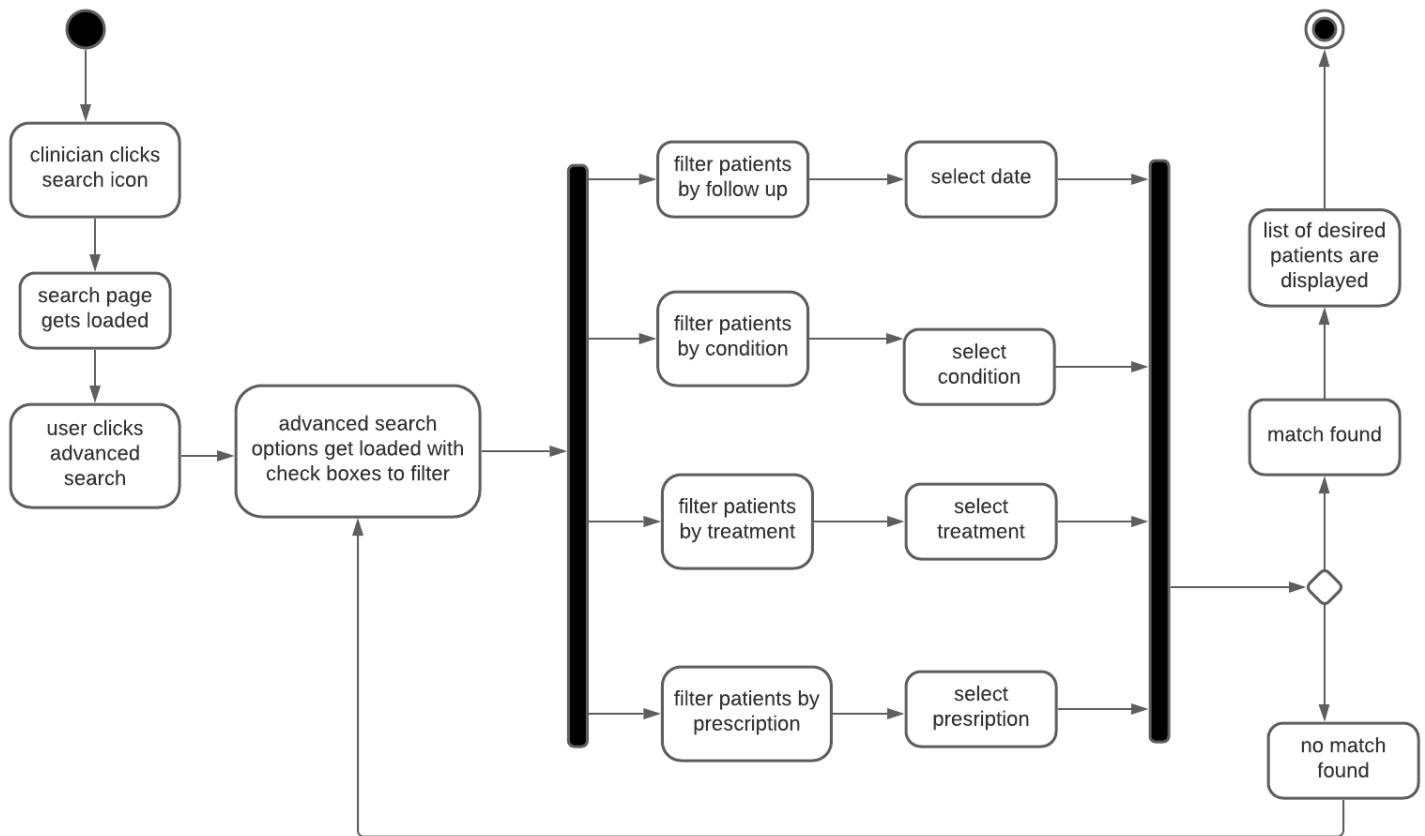 clinician clicks
search icon
search page
gets loaded
user clicks
advanced
search
advanced search
options get loaded with
check boxes to filter
filter patients
by follow up
select date
filter patients
by condition
select
condition
filter patients
by treatment
select
treatment
filter patients by
prescription
select
presription
list of desired
patients are
displayed
match found
no match
found